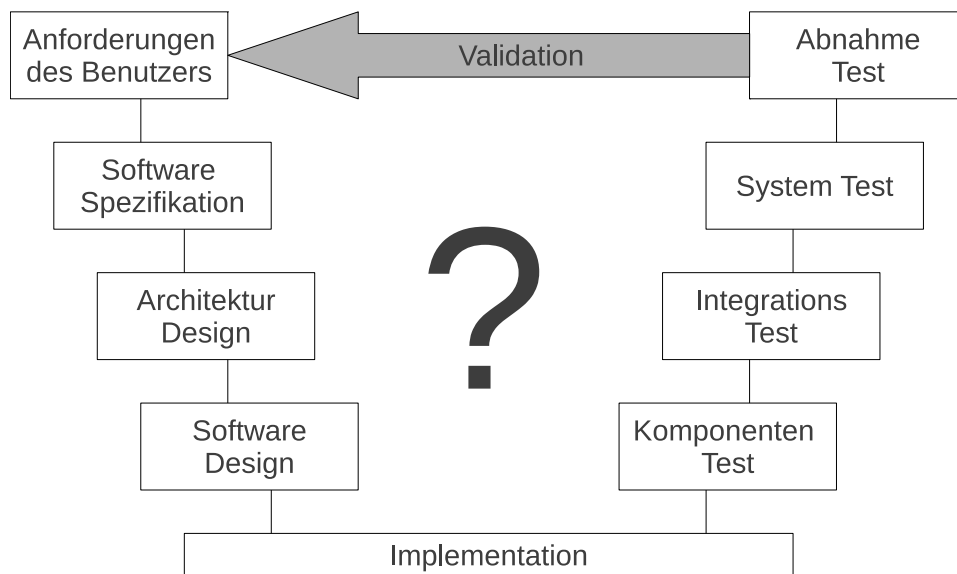 Anforderungen
des Benutzers
Validation
Abnahme
Test
Software
Spezifikation
System Test
?
Architektur
Design
Integrations
Test
Software
Design
Komponenten
Test
Implementation